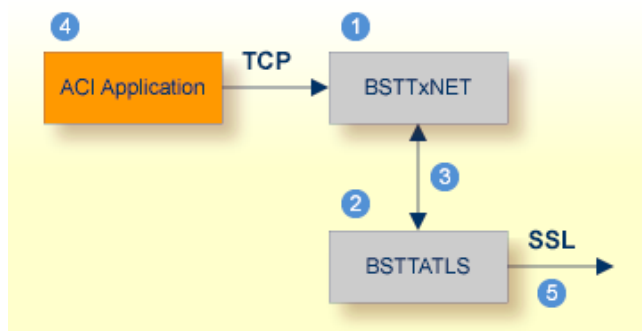 4
1
ACI Application
TCP
BSTTxNET
3
2
BSTTATLS
SSL
5